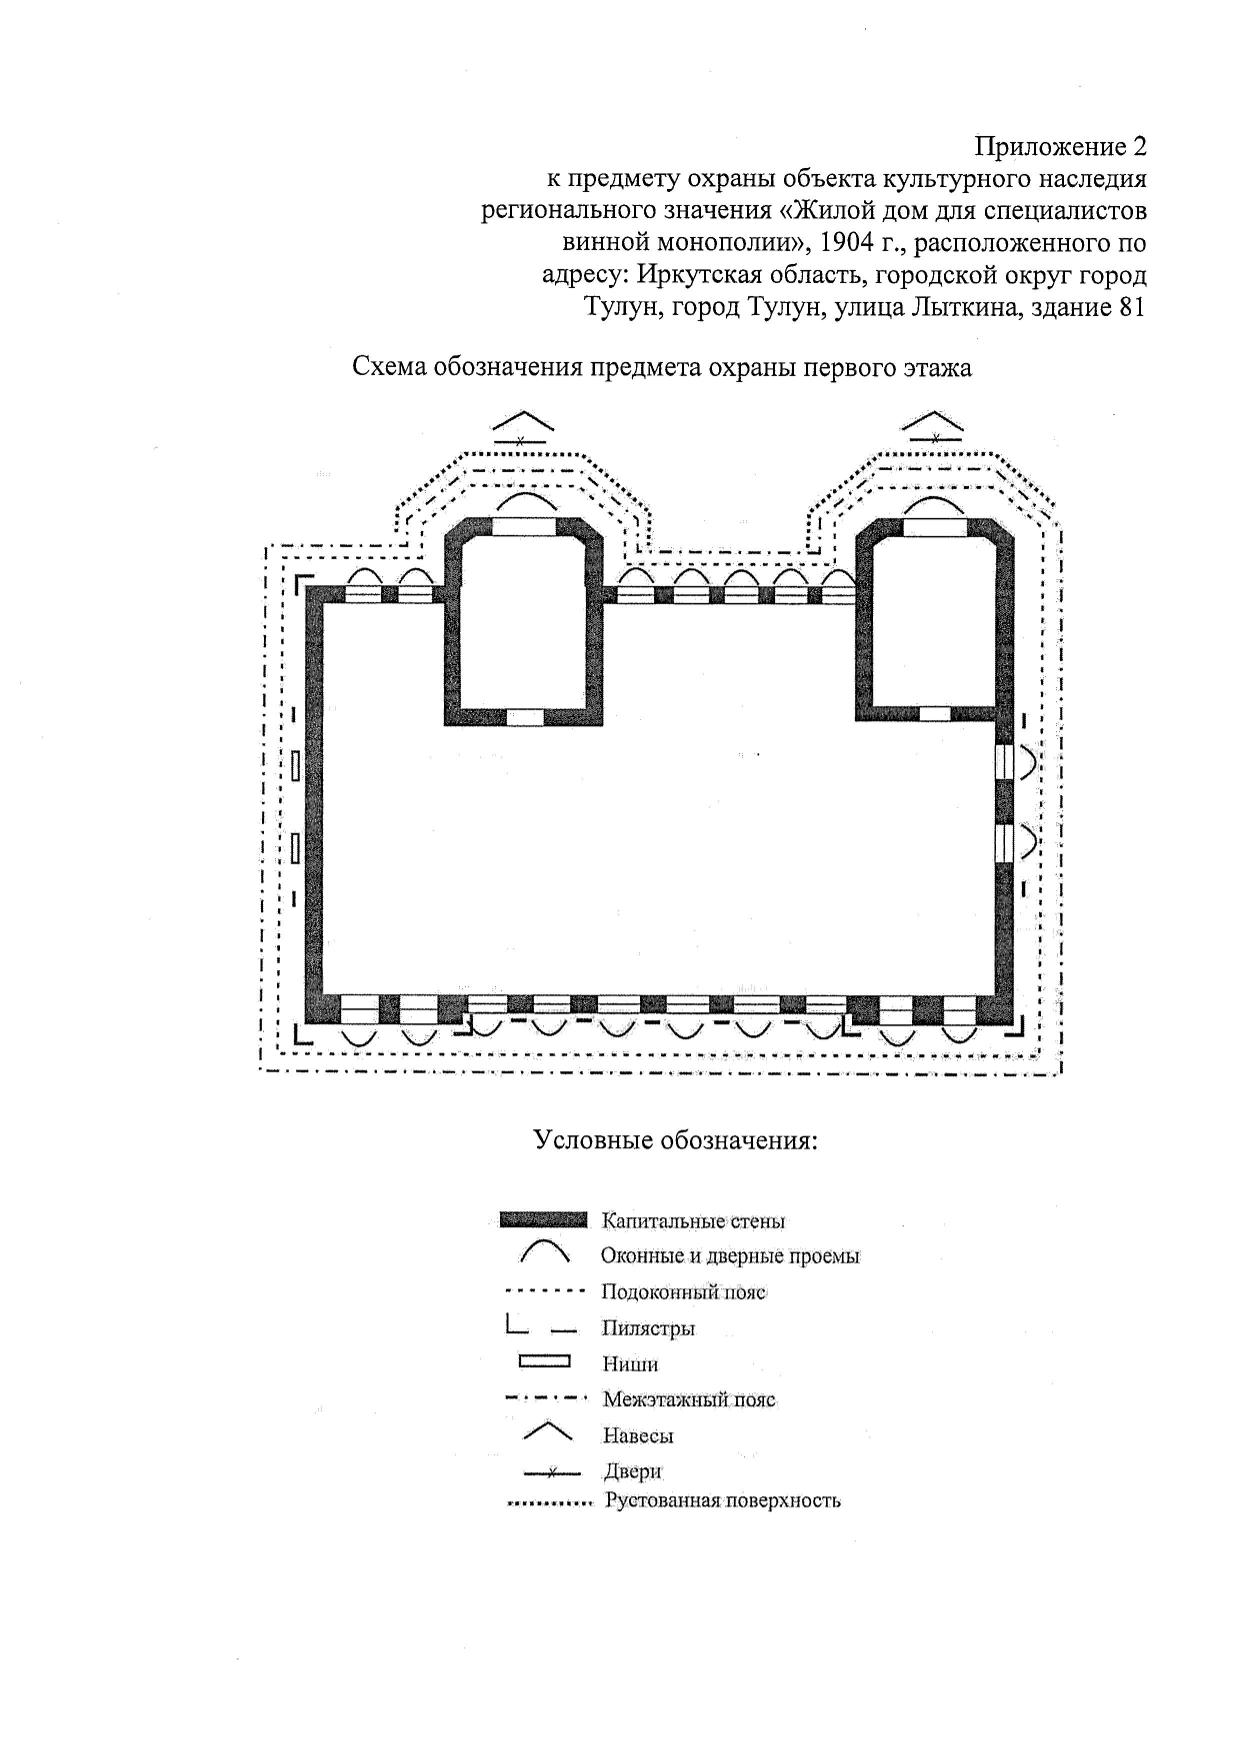 Приложение 2
к предмету охраны объекта культурного наследия
регионального значения «Жилой дом для специалистов
винной монополии», 1904 г., расположенного по
адресу: Иркутская область, городской округ город
Тулун, город Тулун, улица Лыткина, здание 81
Схема обозначения предмета охраны первого этажа
Условные обозначения:
Капитальные стены
Оконные и дверные проемы
Подоконный пояс
Пилястры
Ниши
Межэтажный пояс
Навесы
Двери
Рустованная поверхность